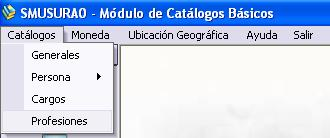 SMUSURA0 - Módulo de Catálogos Básicos
Catálogos Moneda Ubicación Geográfica Ayuda Salir
Generales
Persona
Cargos
Profesiones